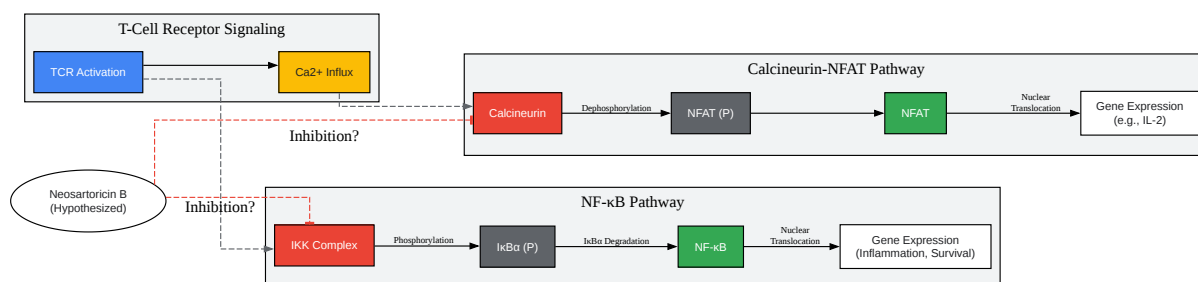 T-Cell Receptor Signaling
TCR Activation
Ca2+ Influx
Calcineurin-NFAT Pathway
Calcineurin
Dephosphorylation
NFAT (P)
NFAT
Nuclear
Translocation
Gene Expression
(e.g., IL-2)
Inhibition?
Neosartoricin B
(Hypothesized)
Inhibition?
NF-κB Pathway
IKK Complex
Phosphorylation
IκBα (P)
IκBα Degradation
NF-κB
Nuclear
Translocation
Gene Expression
(Inflammation, Survival)